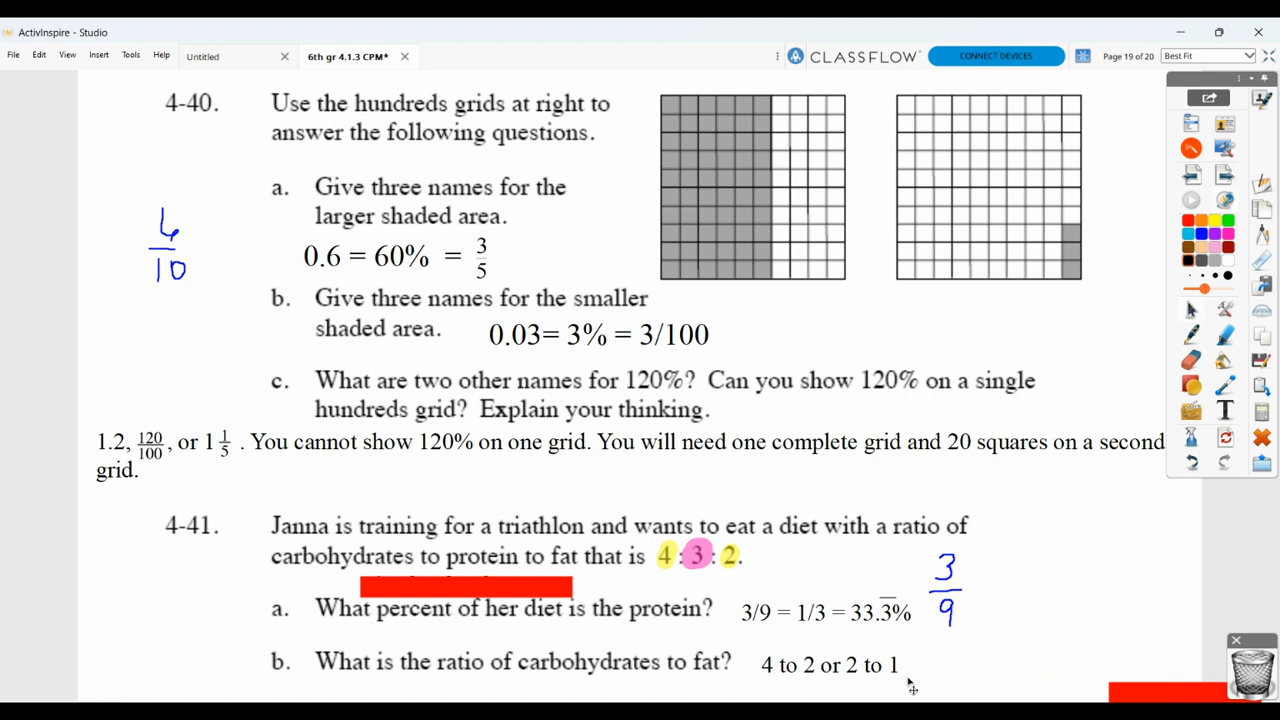 ActivInspire - Studio
File Edit View Insert Tools Help Untitled 6th gr 4.1.3 CPM* CLASSFLOW CONNECT DEVICES Page 19 of 20 Best Fit
4-40. Use the hundreds grids at right to
answer the following questions.
a. Give three names for the
larger shaded area.
6/10
0.6 = 60% = 3/5
b. Give three names for the smaller
shaded area. 0.03= 3% = 3/100
c. What are two other names for 120%? Can you show 120% on a single
hundreds grid? Explain your thinking.
1.2, 120/100, or 1 1/5 . You cannot show 120% on one grid. You will need one complete grid and 20 squares on a second
grid.
4-41. Janna is training for a triathlon and wants to eat a diet with a ratio of
carbohydrates to protein to fat that is 4:3:2.
a. What percent of her diet is the protein? 3/9 = 1/3 = 33.3̅% 3/9
b. What is the ratio of carbohydrates to fat? 4 to 2 or 2 to 1